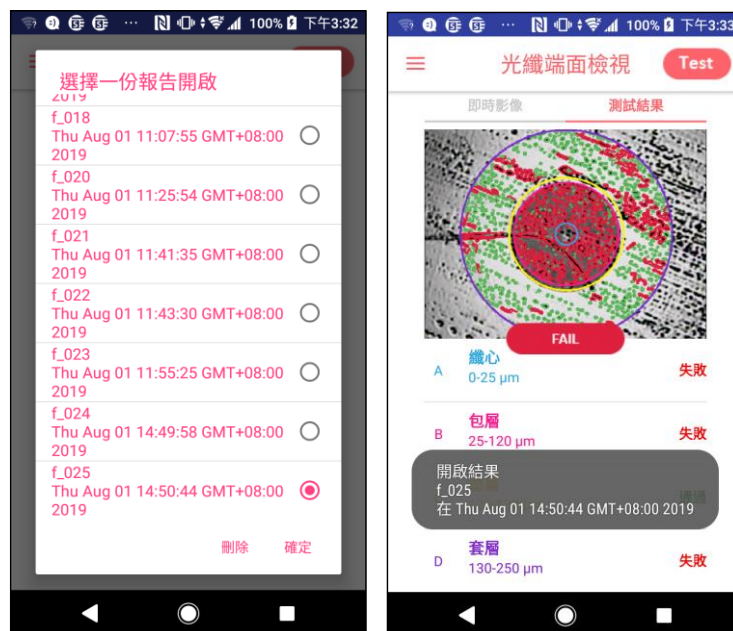 100% 下午3:32
選擇一份報告開啟
2019
f_018
Thu Aug 01 11:07:55 GMT+08:00
2019
f_020
Thu Aug 01 11:25:54 GMT+08:00
2019
f_021
Thu Aug 01 11:41:35 GMT+08:00
2019
f_022
Thu Aug 01 11:43:30 GMT+08:00
2019
f_023
Thu Aug 01 11:55:25 GMT+08:00
2019
f_024
Thu Aug 01 14:49:58 GMT+08:00
2019
f_025
Thu Aug 01 14:50:44 GMT+08:00
2019
刪除 確定
100% 下午3:33
光纖端面檢視 Test
即時影像 測試結果
FAIL
A 纖心 失敗
0-25 µm
B 包層 失敗
25-120 µm
開啟結果
f_025
在 Thu Aug 01 14:50:44 GMT+08:00 2019
D 套層 失敗
130-250 µm